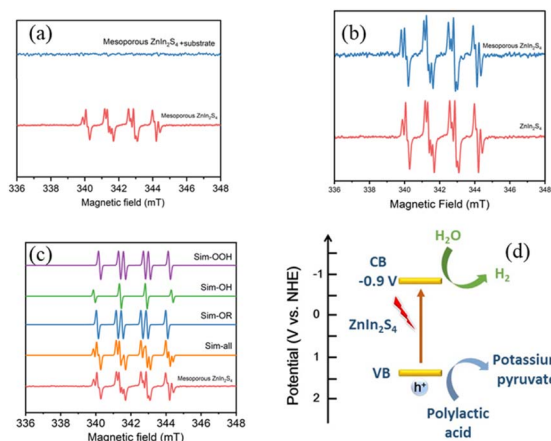 (a)
Mesoporous ZnIn₂S₄ +substrate
Mesoporous ZnIn₂S₄
336 338 340 342 344 346 348
Magnetic field (mT)
(b)
Mesoporous ZnIn₂S₄
ZnIn₂S₄
336 338 340 342 344 346 348
Magnetic Field (mT)
(c)
Sim-OOH
Sim-OH
Sim-OR
Sim-all
Mesoporous ZnIn₂S₄
336 338 340 342 344 346 348
Magnetic field (mT)
(d)
Potential (V vs. NHE)
-1
0
1
2
CB
-0.9 V
H₂O
H₂
ZnIn₂S₄
VB
h⁺
Potassium
pyruvate
Polylactic
acid